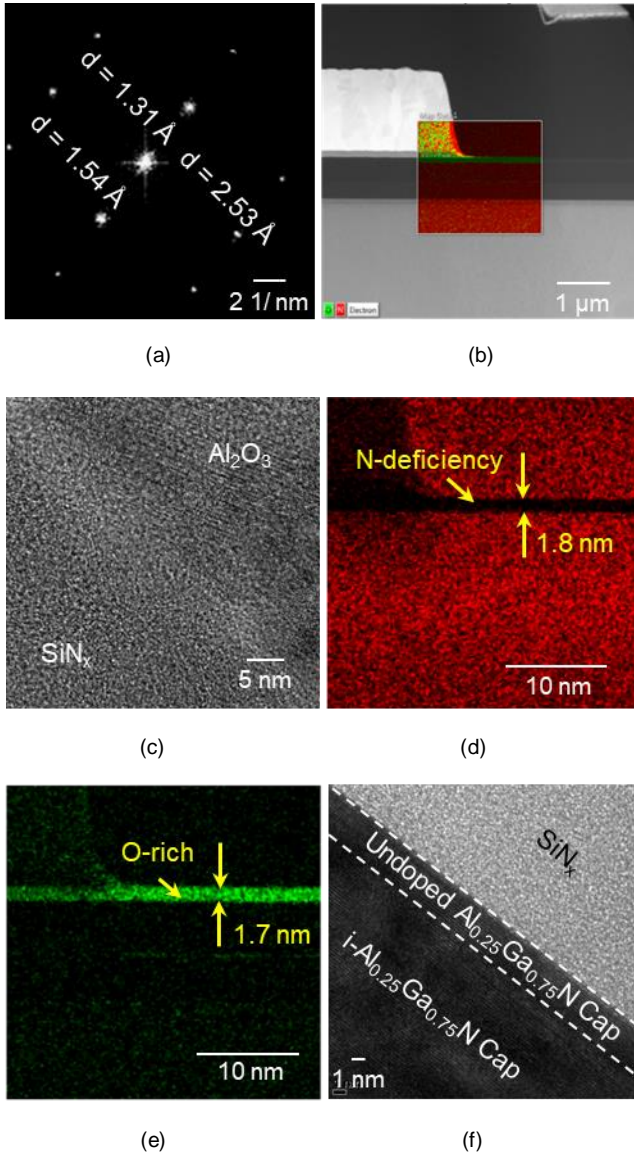 d = 1.31 Å
d = 1.54 Å
d = 2.53 Å
2 1/ nm
(a)
1 µm
Electron
(b)
Al₂O₃
SiNₓ
5 nm
(c)
N-deficiency
1.8 nm
10 nm
(d)
O-rich
1.7 nm
10 nm
(e)
SiNₓ
Undoped Al₀.₂₅Ga₀.₇₅N Cap
i-Al₀.₂₅Ga₀.₇₅N Cap
1 nm
(f)